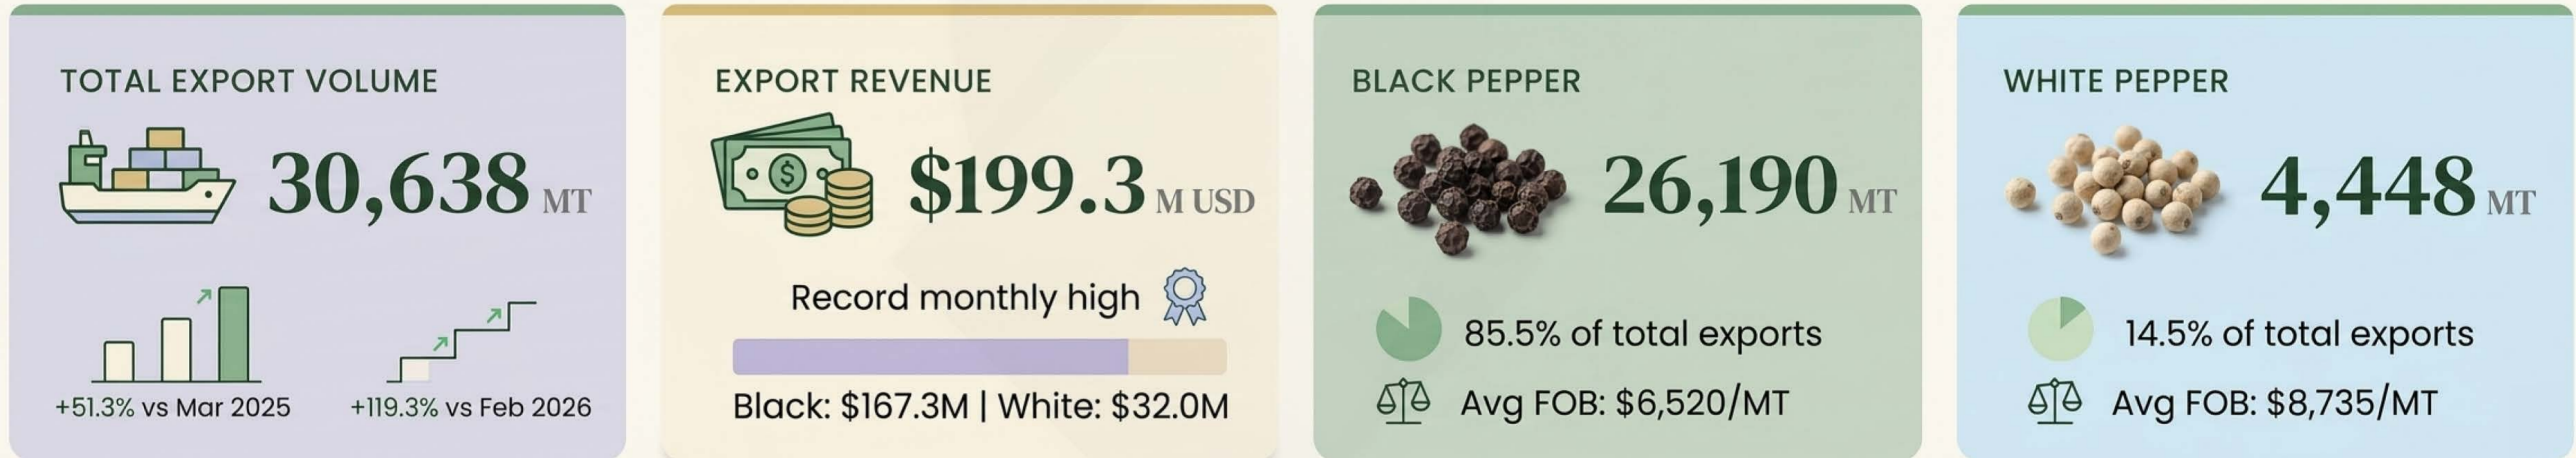 TOTAL EXPORT VOLUME
30,638 MT
+51.3% vs Mar 2025
+119.3% vs Feb 2026
EXPORT REVENUE
$
$199.3 M USD
Record monthly high
Black: $167.3M | White: $32.0M
BLACK PEPPER
26,190 MT
85.5% of total exports
Avg FOB: $6,520/MT
WHITE PEPPER
4,448 MT
14.5% of total exports
Avg FOB: $8,735/MT